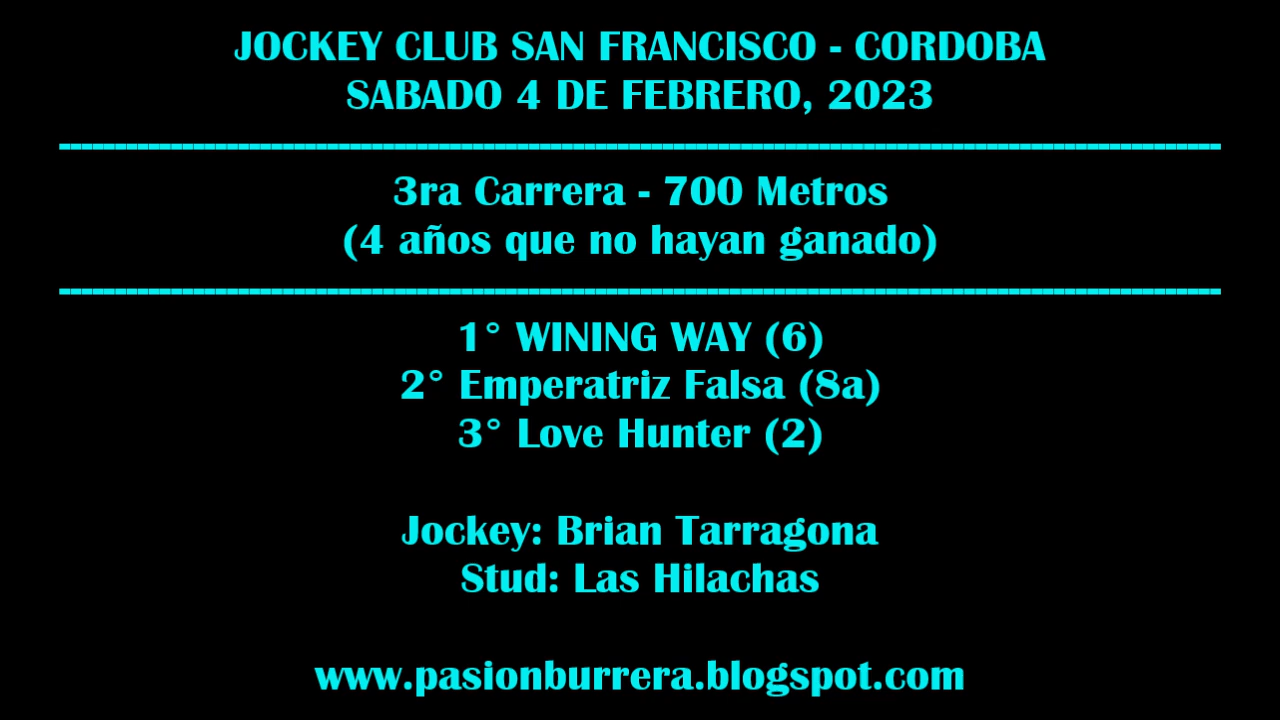 JOCKEY CLUB SAN FRANCISCO - CORDOBA
SABADO 4 DE FEBRERO, 2023
3ra Carrera - 700 Metros
(4 años que no hayan ganado)
1° WINING WAY (6)
2° Emperatriz Falsa (8a)
3° Love Hunter (2)
Jockey: Brian Tarragona
Stud: Las Hilachas
www.pasionburrera.blogspot.com